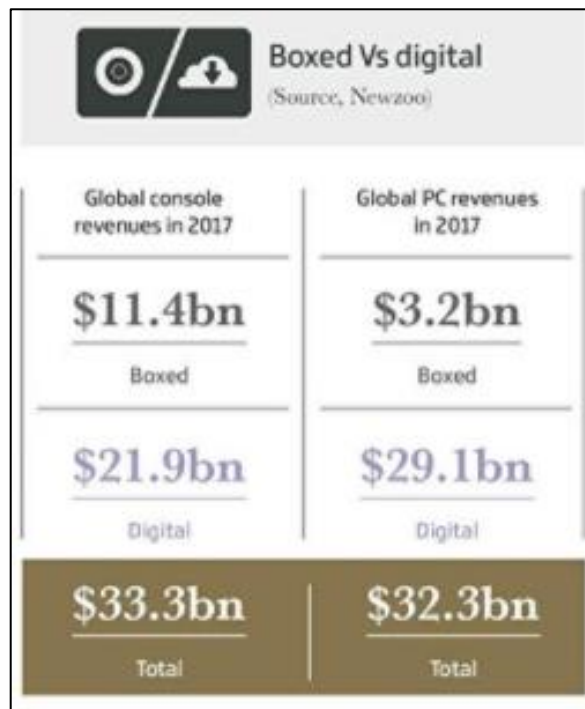 Boxed Vs digital
(Source, Newzoo)
Global console
revenues in 2017
$11.4bn
Boxed
$21.9bn
Digital
$33.3bn
Total
Global PC revenues
in 2017
$3.2bn
Boxed
$29.1bn
Digital
$32.3bn
Total